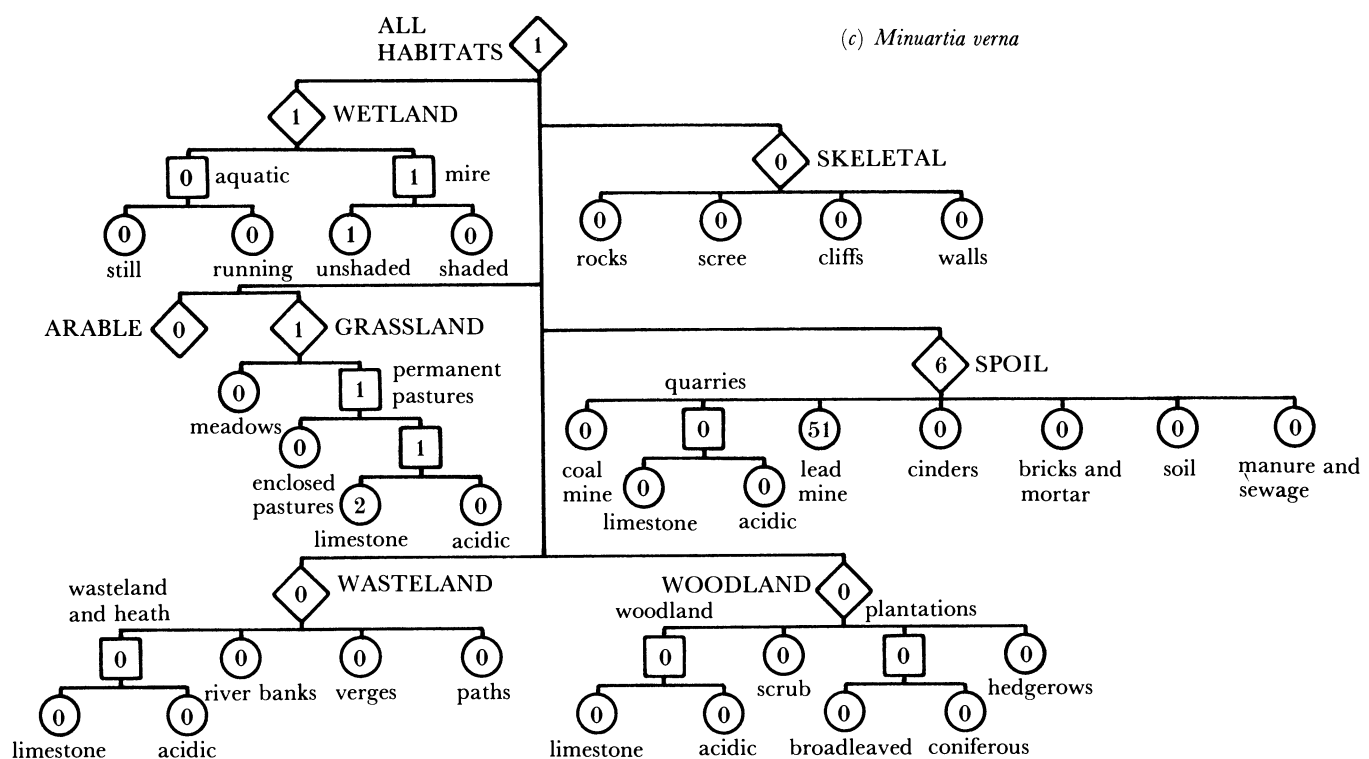 ALL
HABITATS
1
(c) Minuartia verna
1
WETLAND
0
aquatic
1
mire
0
SKELETAL
0
0
1
0
still
running
unshaded
shaded
0
0
0
0
rocks
scree
cliffs
walls
ARABLE
0
1
GRASSLAND
0
meadows
1
permanent
pastures
0
enclosed
pastures
1
2
0
limestone
acidic
6
SPOIL
quarries
0
0
51
0
0
0
0
coal
mine
lead
mine
cinders
bricks and
mortar
soil
manure and
sewage
0
0
limestone
acidic
0
WASTELAND
wasteland
and heath
0
0
0
0
river banks
verges
paths
0
0
limestone
acidic
WOODLAND
0
woodland
plantations
0
0
0
0
scrub
hedgerows
0
0
0
0
limestone
acidic
broadleaved
coniferous